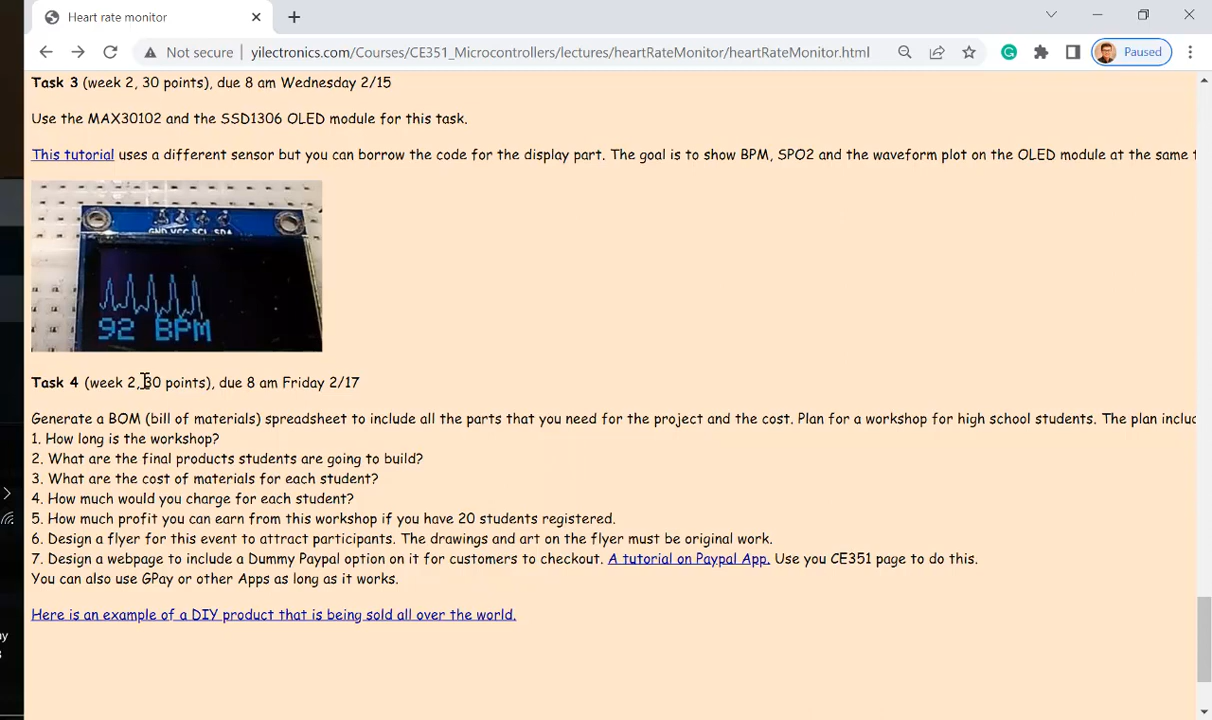 Heart rate monitor
Not secure
yilectronics.com/Courses/CE351_Microcontrollers/lectures/heartRateMonitor/heartRateMonitor.html
Paused
Task 3 (week 2, 30 points), due 8 am Wednesday 2/15
Use the MAX30102 and the SSD1306 OLED module for this task.
This tutorial uses a different sensor but you can borrow the code for the display part. The goal is to show BPM, SPO2 and the waveform plot on the OLED module at the same
GND VCC SCL SDA
92 BPM
Task 4 (week 2, 30 points), due 8 am Friday 2/17
Generate a BOM (bill of materials) spreadsheet to include all the parts that you need for the project and the cost. Plan for a workshop for high school students. The plan includ
1. How long is the workshop?
2. What are the final products students are going to build?
3. What are the cost of materials for each student?
4. How much would you charge for each student?
5. How much profit you can earn from this workshop if you have 20 students registered.
6. Design a flyer for this event to attract participants. The drawings and art on the flyer must be original work.
7. Design a webpage to include a Dummy Paypal option on it for customers to checkout. A tutorial on Paypal App. Use you CE351 page to do this.
You can also use GPay or other Apps as long as it works.
Here is an example of a DIY product that is being sold all over the world.